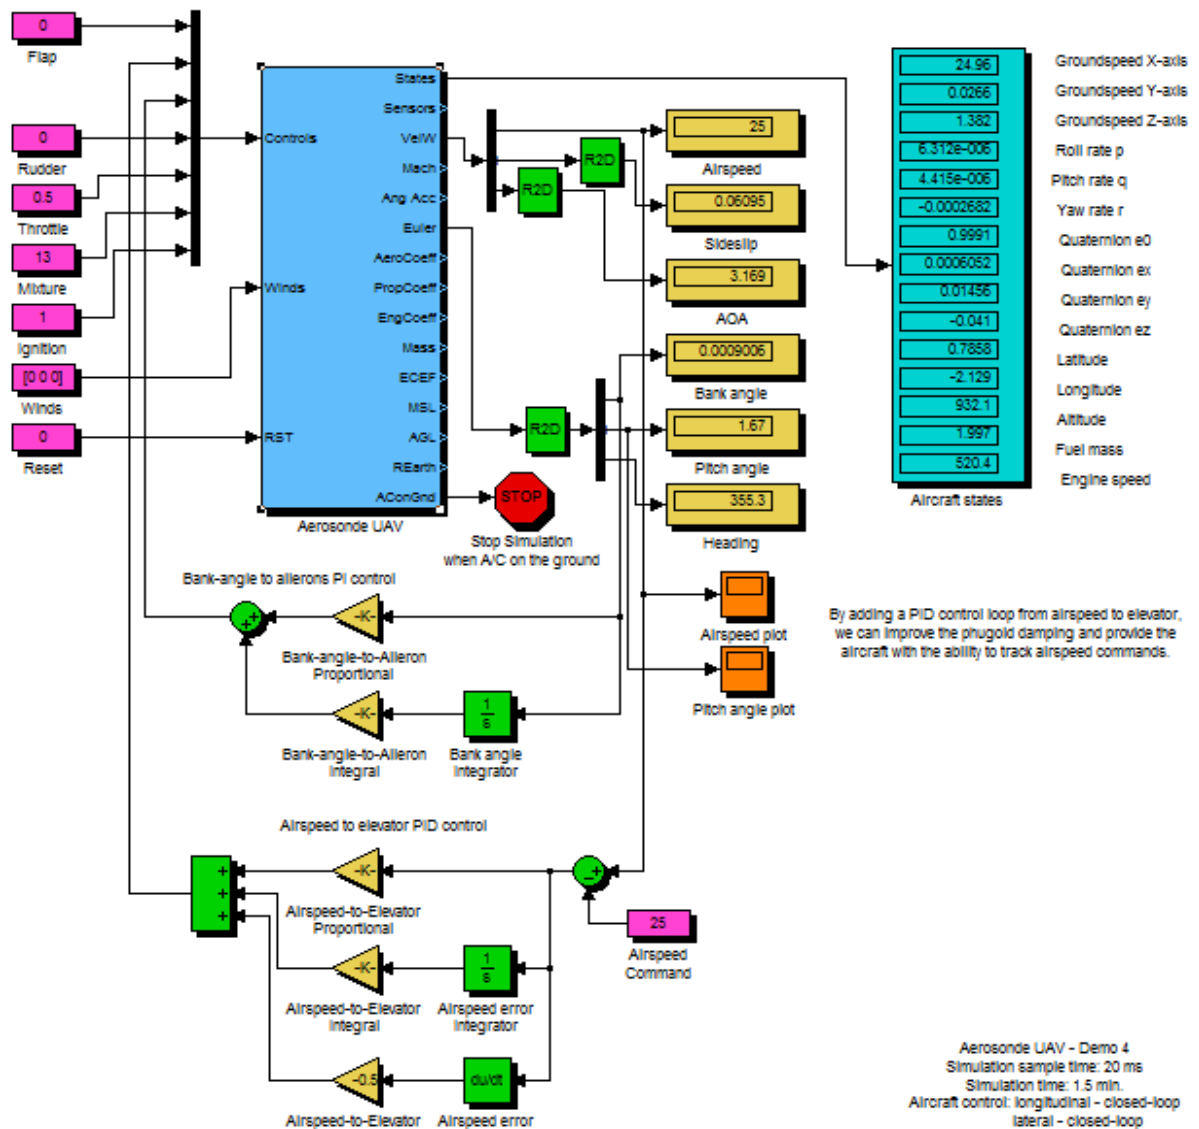 0
Flap
0
Rudder
0.5
Throttle
13
Mixture
1
Ignition
[0 0 0]
Winds
0
Reset
Controls
Winds
RST
States
Sensors
VelW
Mach
Ang Acc
Euler
AeroCoeff
PropCoeff
EngCoeff
Mass
ECEF
MSL
AGL
REarth
AConGnd
Aerosonde UAV
R2D
R2D
R2D
STOP
Stop Simulation
when A/C on the ground
25
Airspeed
0.06095
Sideslip
3.169
AOA
0.0009006
Bank angle
1.67
Pitch angle
355.3
Heading
24.96
0.0266
1.382
6.312e-006
4.415e-006
-0.0002682
0.9991
0.0006052
0.01456
-0.041
0.7858
-2.129
932.1
1.997
520.4
Aircraft states
Groundspeed X-axis
Groundspeed Y-axis
Groundspeed Z-axis
Roll rate p
Pitch rate q
Yaw rate r
Quaternion e0
Quaternion ex
Quaternion ey
Quaternion ez
Latitude
Longitude
Altitude
Fuel mass
Engine speed
Airspeed plot
Pitch angle plot
By adding a PID control loop from airspeed to elevator,
we can improve the phugoid damping and provide the
aircraft with the ability to track airspeed commands.
Bank-angle to ailerons PI control
+
+
-K-
Bank-angle-to-Aileron
Proportional
-K-
Bank-angle-to-Aileron
Integral
1
s
Bank angle
Integrator
Airspeed to elevator PID control
+
+
+
-K-
Airspeed-to-Elevator
Proportional
-K-
Airspeed-to-Elevator
Integral
1
s
Airspeed error
Integrator
-0.5
Airspeed-to-Elevator
du/dt
Airspeed error
- +
25
Airspeed
Command
Aerosonde UAV - Demo 4
Simulation sample time: 20 ms
Simulation time: 1.5 min.
Aircraft control: longitudinal - closed-loop
lateral - closed-loop